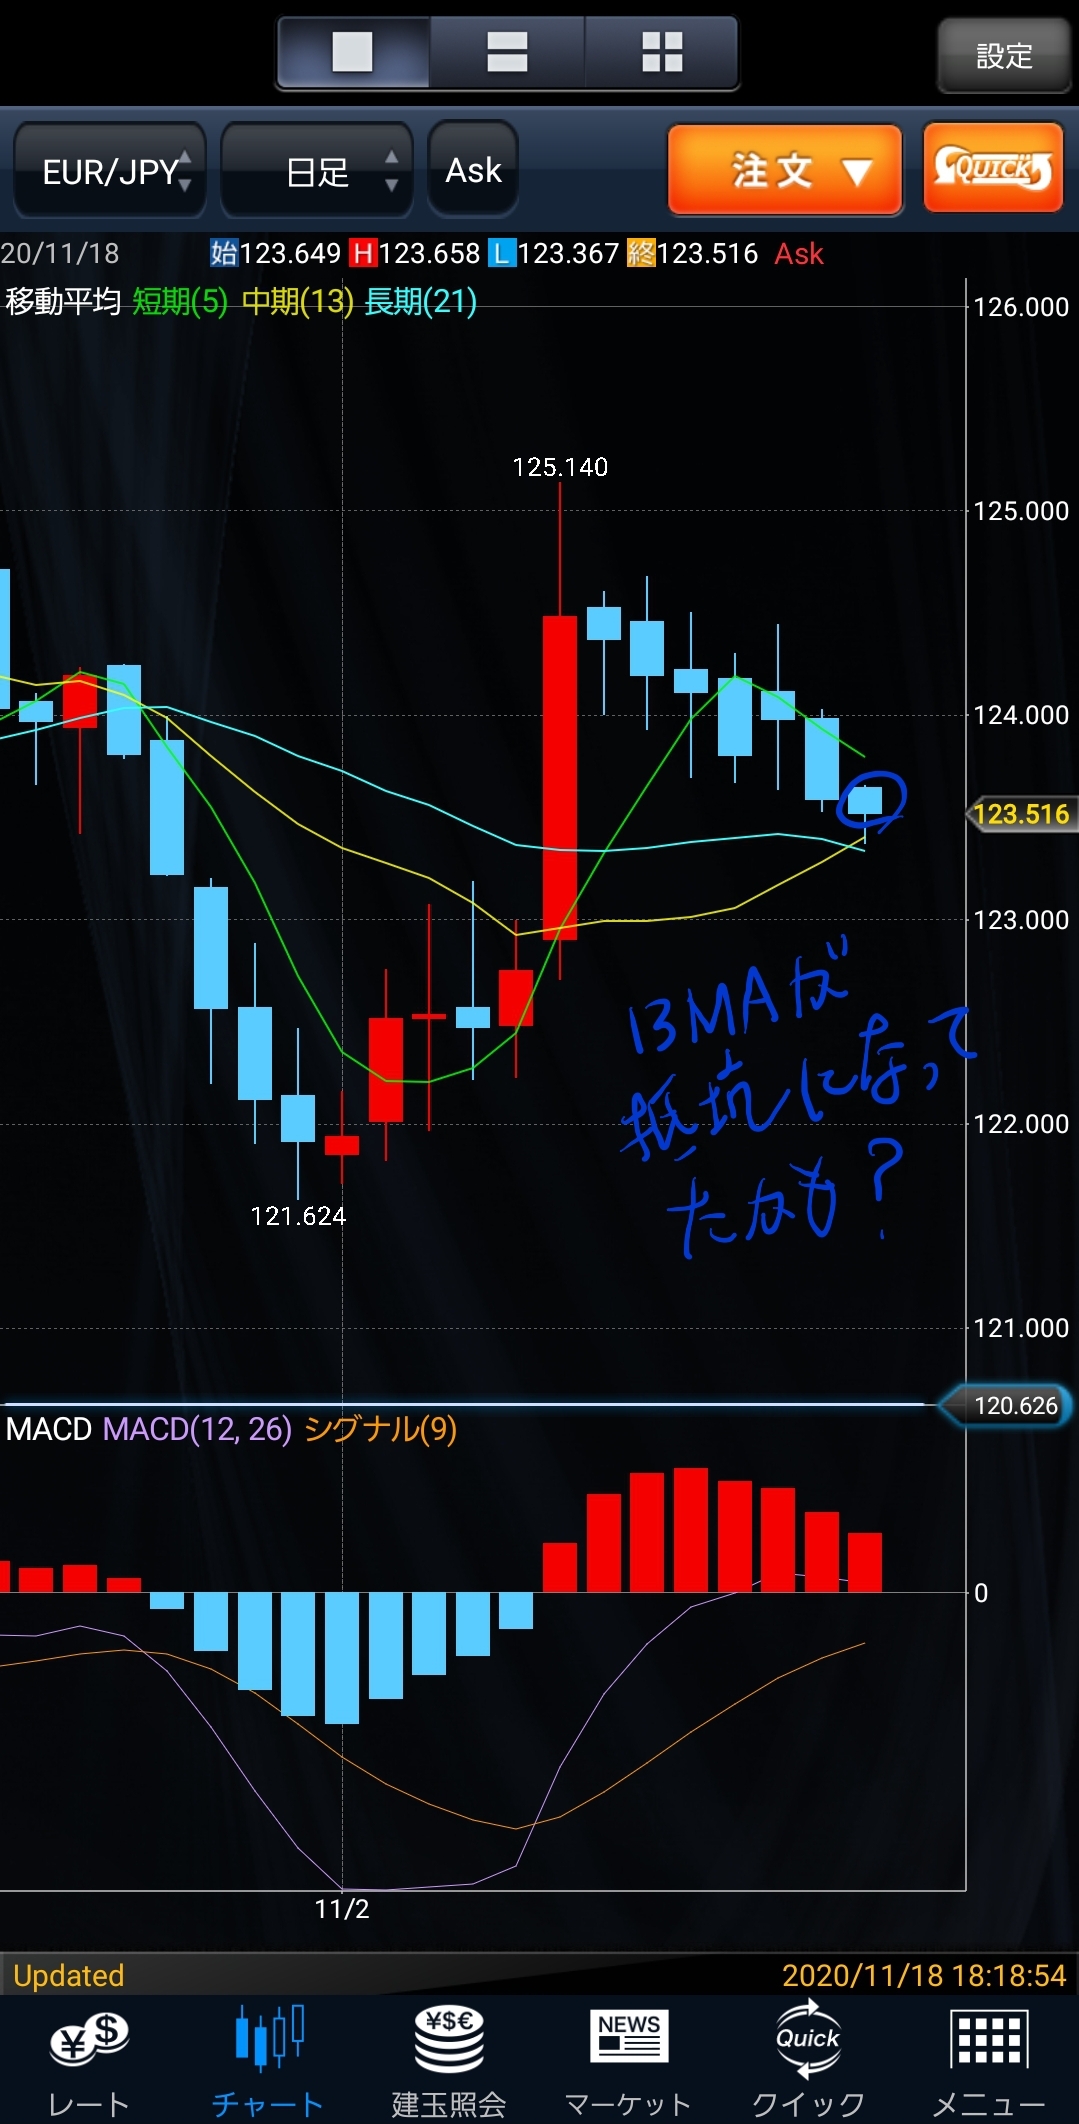 設定
EUR/JPY 日足 Ask 注文 ▼ QUICK
20/11/18 始123.649 H123.658 L123.367 終123.516 Ask
移動平均 短期(5) 中期(13) 長期(21)
126.000
125.140
125.000
124.000
123.516
123.000
13MAが
抵抗になって
たかも?
122.000
121.624
121.000
120.626
MACD MACD(12, 26) シグナル(9)
0
11/2
Updated 2020/11/18 18:18:54
¥ $ ¥$€ NEWS Quick
レート チャート 建玉照会 マーケット クイック メニュー